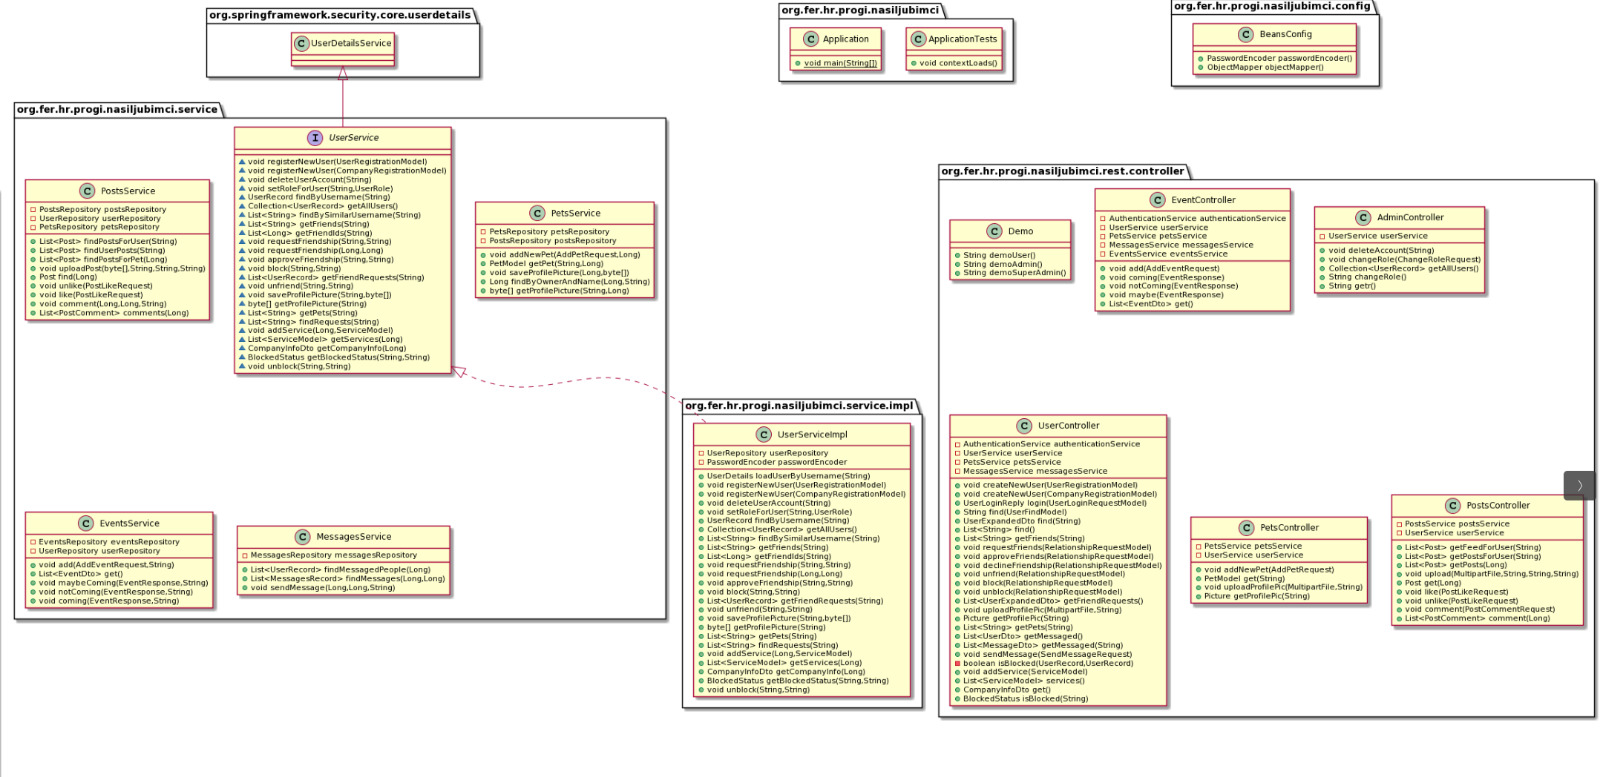 org.springframework.security.core.userdetails
C UserDetailsService
org.fer.hr.progi.nasiljubimci
C Application
void main(String[])
C ApplicationTests
void contextLoads()
org.fer.hr.progi.nasiljubimci.config
C BeansConfig
PasswordEncoder passwordEncoder()
ObjectMapper objectMapper()
org.fer.hr.progi.nasiljubimci.service
I UserService
void registerNewUser(UserRegistrationModel)
void registerNewUser(CompanyRegistrationModel)
void deleteUserAccount(String)
void setRoleForUser(String,UserRole)
UserRecord findByUsername(String)
Collection<UserRecord> getAllUsers()
List<String> findBySimilarUsername(String)
List<String> getFriends(String)
List<Long> getFriendIds(String)
void requestFriendship(String,String)
void requestFriendship(Long,Long)
void approveFriendship(String,String)
void block(String,String)
List<UserRecord> getFriendRequests(String)
void unfriend(String,String)
void saveProfilePicture(String,byte[])
byte[] getProfilePicture(String)
List<String> getPets(String)
List<String> findRequests(String)
void addService(Long,ServiceModel)
List<ServiceModel> getServices(Long)
CompanyInfoDto getCompanyInfo(Long)
BlockedStatus getBlockedStatus(String,String)
void unblock(String,String)
C PostsService
PostsRepository postsRepository
UserRepository userRepository
PetsRepository petsRepository
List<Post> findPostsForUser(String)
List<Post> findUserPosts(String)
List<Post> findPostsForPet(Long)
void uploadPost(byte[],String,String,String)
Post find(Long)
void unlike(PostLikeRequest)
void like(PostLikeRequest)
void comment(Long,Long,String)
List<PostComment> comments(Long)
C PetsService
PetsRepository petsRepository
PostsRepository postsRepository
void addNewPet(AddPetRequest,Long)
PetModel getPet(String,Long)
void saveProfilePicture(Long,byte[])
Long findByOwnerAndName(Long,String)
byte[] getProfilePicture(String,Long)
C EventsService
EventsRepository eventsRepository
UserRepository userRepository
void add(AddEventRequest,String)
List<EventDto> get()
void maybeComing(EventResponse,String)
void notComing(EventResponse,String)
void coming(EventResponse,String)
C MessagesService
MessagesRepository messagesRepository
List<UserRecord> findMessagedPeople(Long)
List<MessagesRecord> findMessages(Long,Long)
void sendMessage(Long,Long,String)
org.fer.hr.progi.nasiljubimci.service.impl
C UserServiceImpl
UserRepository userRepository
PasswordEncoder passwordEncoder
UserDetails loadUserByUsername(String)
void registerNewUser(UserRegistrationModel)
void registerNewUser(CompanyRegistrationModel)
void deleteUserAccount(String)
void setRoleForUser(String,UserRole)
UserRecord findByUsername(String)
Collection<UserRecord> getAllUsers()
List<String> findBySimilarUsername(String)
List<String> getFriends(String)
List<Long> getFriendIds(String)
void requestFriendship(String,String)
void requestFriendship(Long,Long)
void approveFriendship(String,String)
void block(String,String)
List<UserRecord> getFriendRequests(String)
void unfriend(String,String)
void saveProfilePicture(String,byte[])
byte[] getProfilePicture(String)
List<String> getPets(String)
List<String> findRequests(String)
void addService(Long,ServiceModel)
List<ServiceModel> getServices(Long)
CompanyInfoDto getCompanyInfo(Long)
BlockedStatus getBlockedStatus(String,String)
void unblock(String,String)
org.fer.hr.progi.nasiljubimci.rest.controller
C Demo
String demoUser()
String demoAdmin()
String demoSuperAdmin()
C EventController
AuthenticationService authenticationService
UserService userService
PetsService petsService
MessagesService messagesService
EventsService eventsService
void add(AddEventRequest)
void coming(EventResponse)
void notComing(EventResponse)
void maybe(EventResponse)
List<EventDto> get()
C AdminController
UserService userService
void deleteAccount(String)
void changeRole(ChangeRoleRequest)
Collection<UserRecord> getAllUsers()
String changeRole()
String getr()
C UserController
AuthenticationService authenticationService
UserService userService
PetsService petsService
MessagesService messagesService
void createNewUser(UserRegistrationModel)
void createNewUser(CompanyRegistrationModel)
UserLoginReply login(UserLoginRequestModel)
String find(UserFindModel)
UserExpandedDto find(String)
List<String> find()
List<String> getFriends(String)
void requestFriends(RelationshipRequestModel)
void approveFriends(RelationshipRequestModel)
void declineFriends(RelationshipRequestModel)
void unfriend(RelationshipRequestModel)
void block(RelationshipRequestModel)
void unblock(RelationshipRequestModel)
List<UserExpandedDto> getFriendRequests()
void uploadProfilePic(MultipartFile,String)
Picture getProfilePic(String)
List<String> getPets(String)
List<UserDto> getMessaged()
List<MessageDto> getMessaged(String)
void sendMessage(SendMessageRequest)
boolean isBlocked(UserRecord,UserRecord)
void addService(ServiceModel)
List<ServiceModel> services()
CompanyInfoDto get()
BlockedStatus isBlocked(String)
C PetsController
PetsService petsService
UserService userService
void addNewPet(AddPetRequest)
PetModel get(String)
void uploadProfilePic(MultipartFile,String)
Picture getProfilePic(String)
C PostsController
PostsService postsService
UserService userService
List<Post> getFeedForUser(String)
List<Post> getPostsForUser(String)
List<Post> getPosts(Long)
void upload(MultipartFile,String,String,String)
Post get(Long)
void like(PostLikeRequest)
void unlike(PostLikeRequest)
void comment(PostCommentRequest)
List<PostComment> comment(Long)